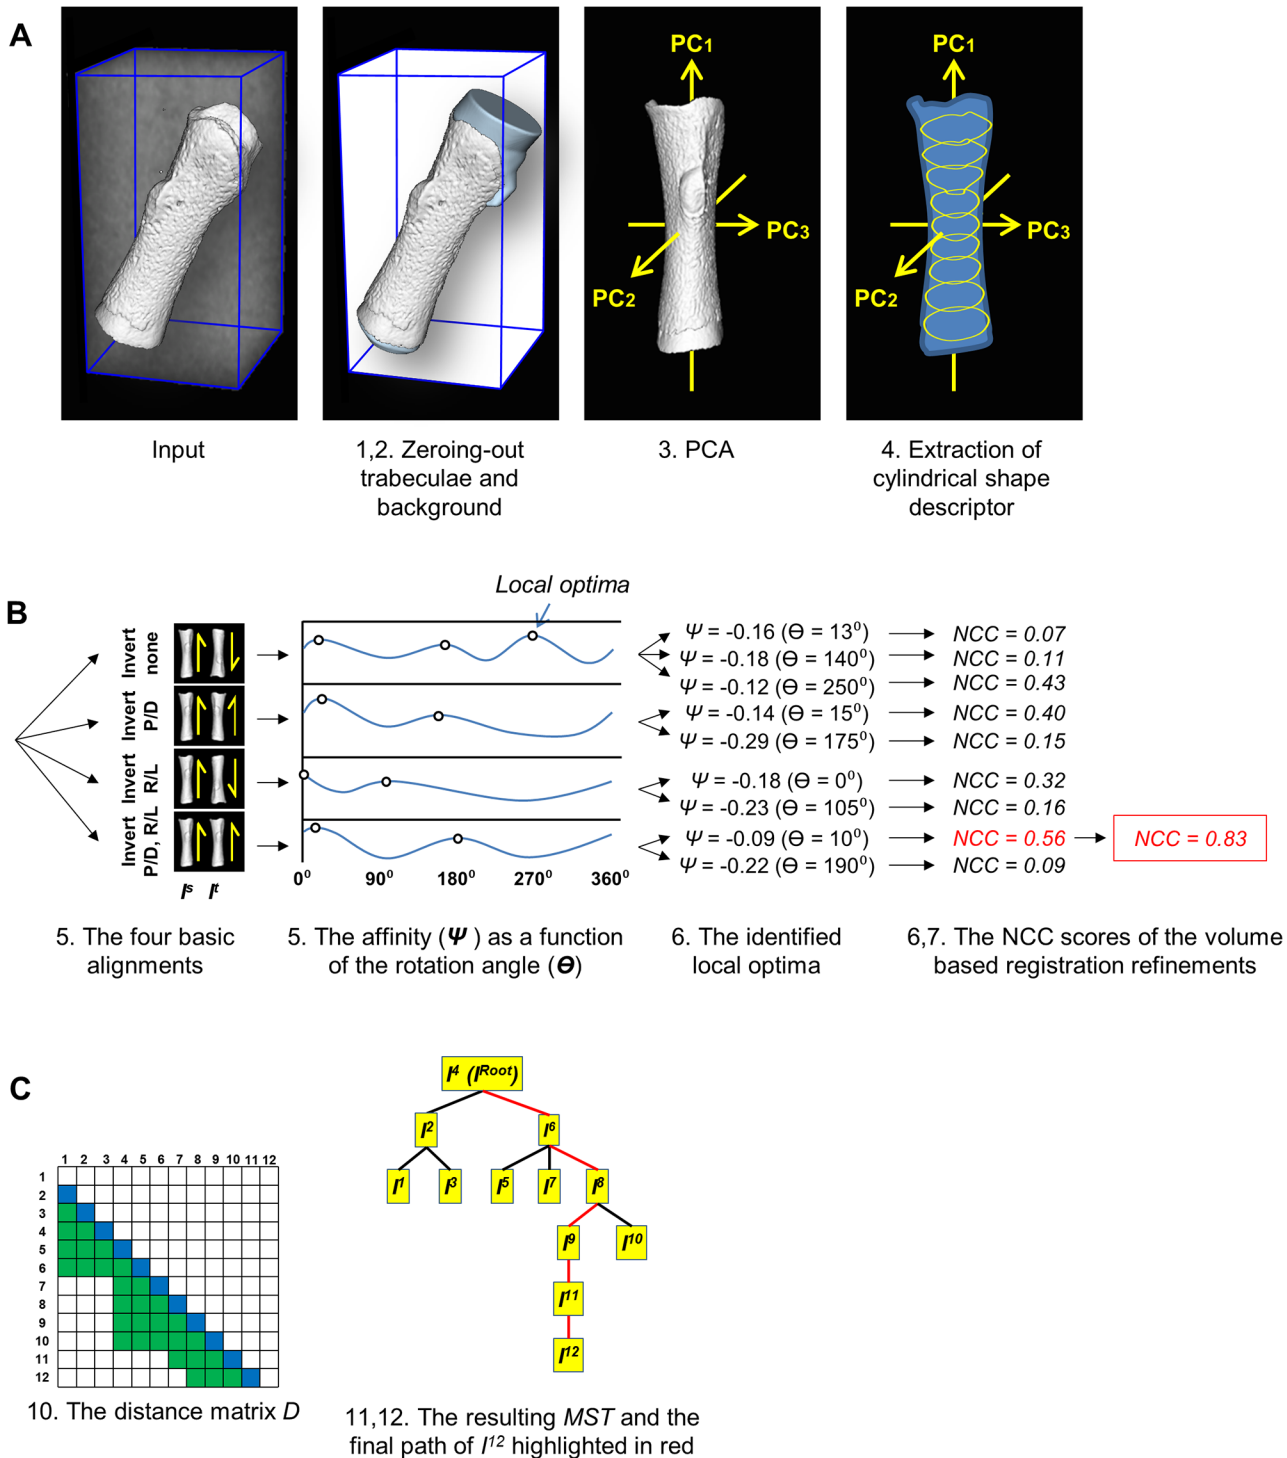 A
PC1
PC3
PC2
PC1
PC3
PC2
Input
1,2. Zeroing-out
trabeculae and
background
3. PCA
4. Extraction of
cylindrical shape
descriptor
B
Local optima
Invert
none
Invert
P/D
Invert
R/L
Invert
P/D, R/L
Iˢ Iᵗ
0⁰ 90⁰ 180⁰ 270⁰ 360⁰
Ψ = -0.16 (Ө = 13⁰)
Ψ = -0.18 (Ө = 140⁰)
Ψ = -0.12 (Ө = 250⁰)
Ψ = -0.14 (Ө = 15⁰)
Ψ = -0.29 (Ө = 175⁰)
Ψ = -0.18 (Ө = 0⁰)
Ψ = -0.23 (Ө = 105⁰)
Ψ = -0.09 (Ө = 10⁰)
Ψ = -0.22 (Ө = 190⁰)
NCC = 0.07
NCC = 0.11
NCC = 0.43
NCC = 0.40
NCC = 0.15
NCC = 0.32
NCC = 0.16
NCC = 0.56
NCC = 0.09
NCC = 0.83
5. The four basic
alignments
5. The affinity (Ψ ) as a function
of the rotation angle (Ө)
6. The identified
local optima
6,7. The NCC scores of the volume
based registration refinements
C
1 2 3 4 5 6 7 8 9 10 11 12
1
2
3
4
5
6
7
8
9
10
11
12
10. The distance matrix D
I⁴ (I^Root)
I²
I⁶
I¹
I³
I⁵
I⁷
I⁸
I⁹
I¹⁰
I¹¹
I¹²
11,12. The resulting MST and the
final path of I¹² highlighted in red